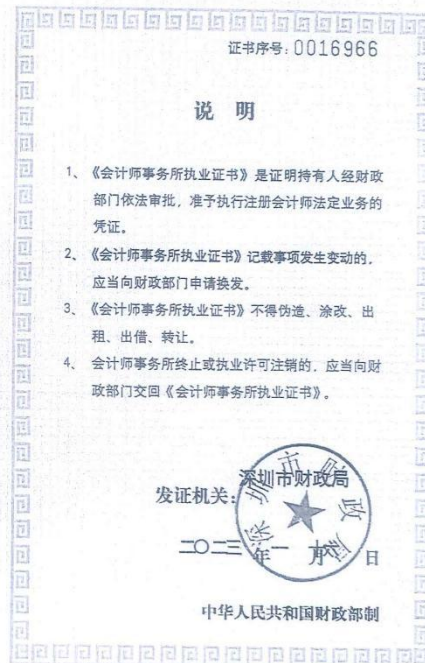 证书序号：0016966
说 明
1、《会计师事务所执业证书》是证明持有人经财政
部门依法审批，准予执行注册会计师法定业务的
凭证。
2、《会计师事务所执业证书》记载事项发生变动的，
应当向财政部门申请换发。
3、《会计师事务所执业证书》不得伪造、涂改、出
租、出借、转让。
4、会计师事务所终止或执业许可注销的，应当向财
政部门交回《会计师事务所执业证书》。
发证机关：深圳市财政局
深圳市财政局
二〇二三 年 一 月 日
中华人民共和国财政部制